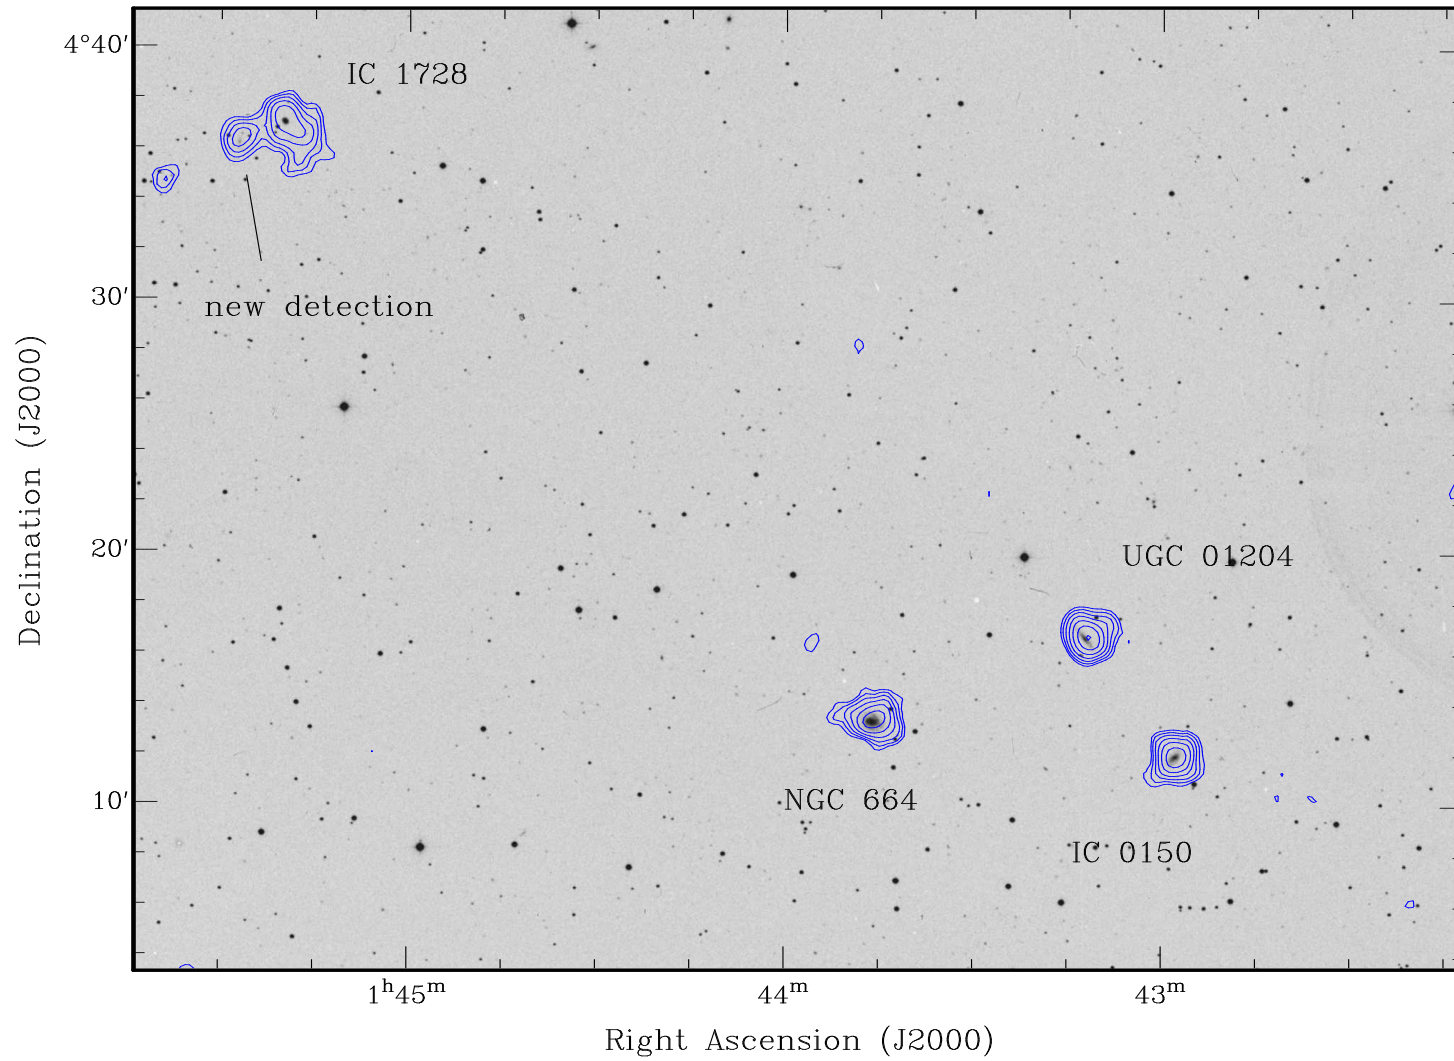 4°40′
IC 1728
new detection
30′
Declination (J2000)
20′
UGC 01204
NGC 664
10′
IC 0150
1ʰ45ᵐ
44ᵐ
43ᵐ
Right Ascension (J2000)